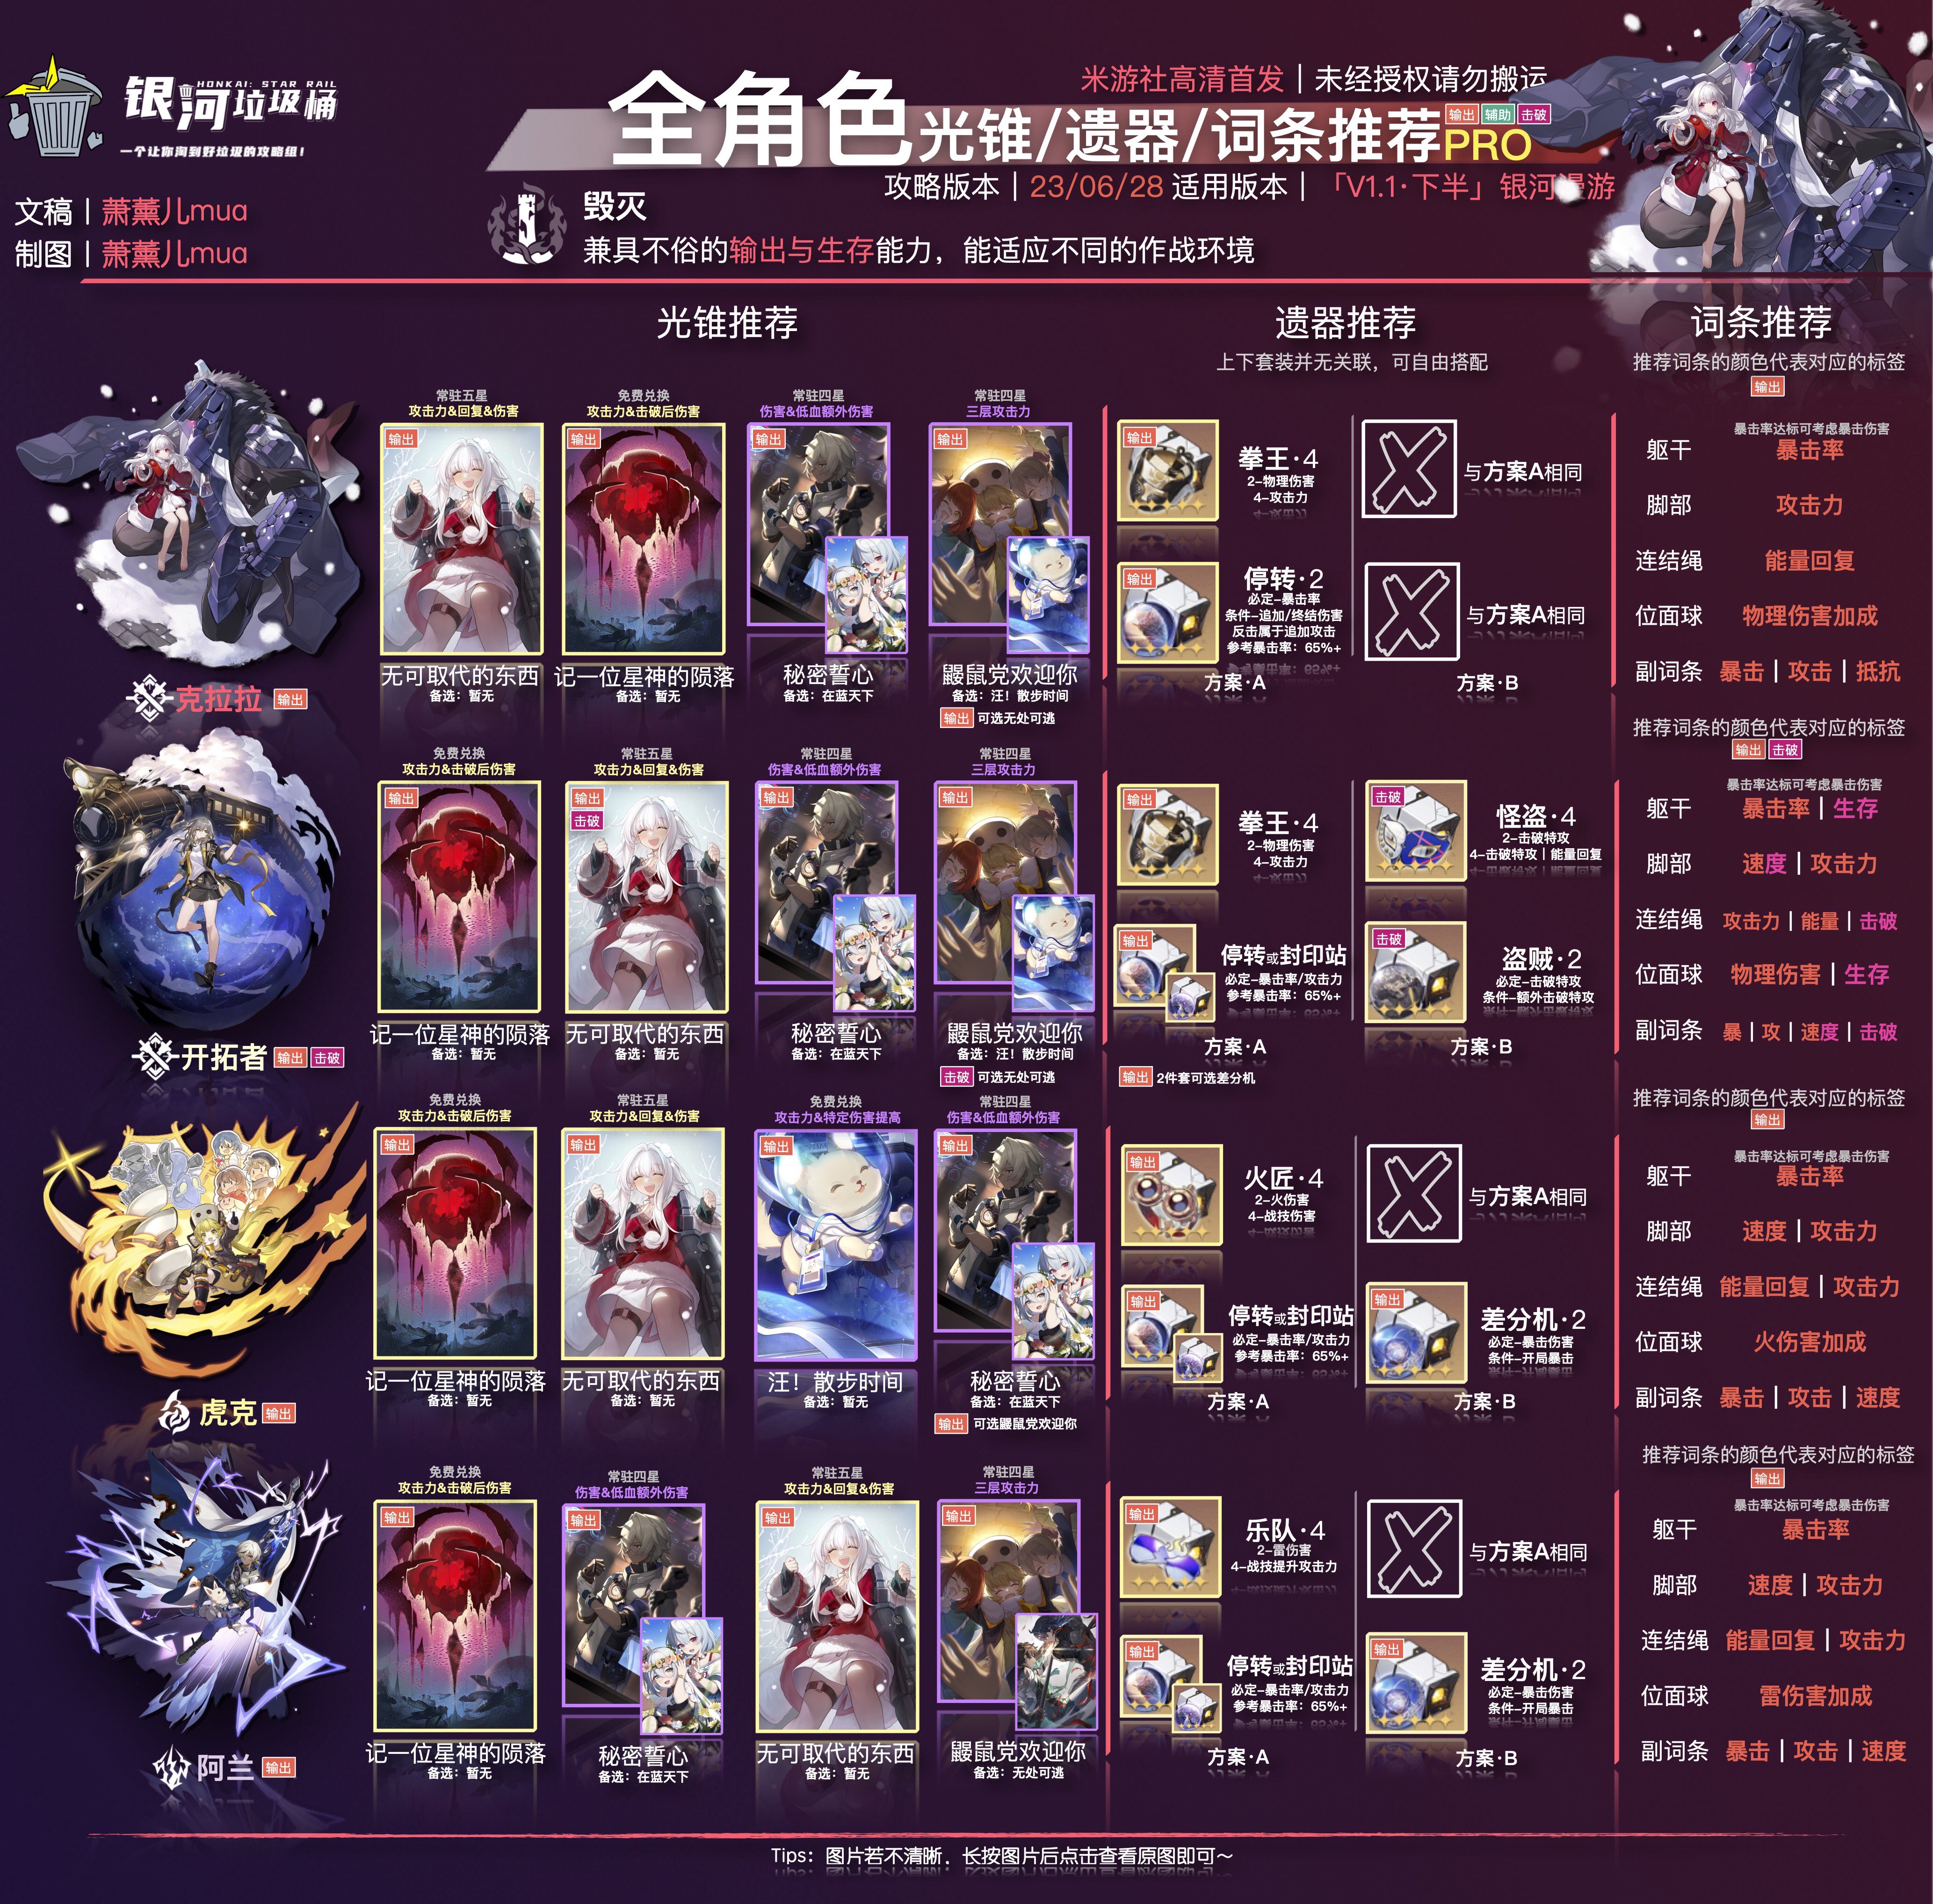 HONKAI: STAR RAIL
银河垃圾桶
一个让你淘到好垃圾的攻略组！
文稿｜萧薰儿mua
制图｜萧薰儿mua
米游社高清首发｜未经授权请勿搬运
全角色光锥/遗器/词条推荐PRO
输出 辅助 击破
攻略版本｜23/06/28 适用版本｜「V1.1·下半」银河漫游
毁灭
兼具不俗的输出与生存能力，能适应不同的作战环境
光锥推荐
遗器推荐
上下套装并无关联，可自由搭配
词条推荐
推荐词条的颜色代表对应的标签
输出
克拉拉 输出
常驻五星
攻击力&回复&伤害
输出
无可取代的东西
备选：暂无
免费兑换
攻击力&击破后伤害
输出
记一位星神的陨落
备选：暂无
常驻四星
伤害&低血额外伤害
输出
秘密誓心
备选：在蓝天下
常驻四星
三层攻击力
输出
鼹鼠党欢迎你
备选：汪！散步时间
输出 可选无处可逃
输出
拳王·4
2-物理伤害
4-攻击力
输出
停转·2
必定-暴击率
条件-追加/终结伤害
反击属于追加攻击
参考暴击率：65%+
方案·A
与方案A相同
与方案A相同
方案·B
暴击率达标可考虑暴击伤害
躯干 暴击率
脚部 攻击力
连结绳 能量回复
位面球 物理伤害加成
副词条 暴击｜攻击｜抵抗
推荐词条的颜色代表对应的标签
输出 击破
开拓者 输出 击破
免费兑换
攻击力&击破后伤害
输出
记一位星神的陨落
备选：暂无
常驻五星
攻击力&回复&伤害
输出
击破
无可取代的东西
备选：暂无
常驻四星
伤害&低血额外伤害
输出
秘密誓心
备选：在蓝天下
常驻四星
三层攻击力
输出
鼹鼠党欢迎你
备选：汪！散步时间
击破 可选无处可逃
输出
拳王·4
2-物理伤害
4-攻击力
输出
停转或封印站
必定-暴击率/攻击力
参考暴击率：65%+
方案·A
输出 2件套可选差分机
击破
怪盗·4
2-击破特攻
4-击破特攻｜能量回复
击破
盗贼·2
必定-击破特攻
条件-额外击破特攻
方案·B
暴击率达标可考虑暴击伤害
躯干 暴击率｜生存
脚部 速度｜攻击力
连结绳 攻击力｜能量｜击破
位面球 物理伤害｜生存
副词条 暴｜攻｜速度｜击破
推荐词条的颜色代表对应的标签
输出
虎克 输出
免费兑换
攻击力&击破后伤害
输出
记一位星神的陨落
备选：暂无
常驻五星
攻击力&回复&伤害
输出
无可取代的东西
备选：暂无
免费兑换
攻击力&特定伤害提高
输出
汪！散步时间
备选：暂无
常驻四星
伤害&低血额外伤害
输出
秘密誓心
备选：在蓝天下
输出 可选鼹鼠党欢迎你
输出
火匠·4
2-火伤害
4-战技伤害
输出
停转或封印站
必定-暴击率/攻击力
参考暴击率：65%+
方案·A
与方案A相同
输出
差分机·2
必定-暴击伤害
条件-开局暴击
方案·B
暴击率达标可考虑暴击伤害
躯干 暴击率
脚部 速度｜攻击力
连结绳 能量回复｜攻击力
位面球 火伤害加成
副词条 暴击｜攻击｜速度
推荐词条的颜色代表对应的标签
输出
阿兰 输出
免费兑换
攻击力&击破后伤害
输出
记一位星神的陨落
备选：暂无
常驻四星
伤害&低血额外伤害
输出
秘密誓心
备选：在蓝天下
常驻五星
攻击力&回复&伤害
输出
无可取代的东西
备选：暂无
常驻四星
三层攻击力
输出
鼹鼠党欢迎你
备选：无处可逃
输出
乐队·4
2-雷伤害
4-战技提升攻击力
输出
停转或封印站
必定-暴击率/攻击力
参考暴击率：65%+
方案·A
与方案A相同
输出
差分机·2
必定-暴击伤害
条件-开局暴击
方案·B
暴击率达标可考虑暴击伤害
躯干 暴击率
脚部 速度｜攻击力
连结绳 能量回复｜攻击力
位面球 雷伤害加成
副词条 暴击｜攻击｜速度
Tips：图片若不清晰，长按图片后点击查看原图即可～